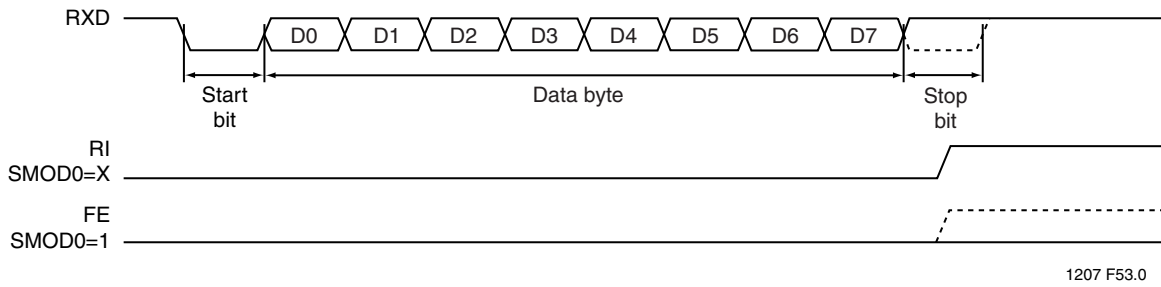 RXD
D0 D1 D2 D3 D4 D5 D6 D7
Start
bit
Data byte
Stop
bit
RI
SMOD0=X
FE
SMOD0=1
1207 F53.0